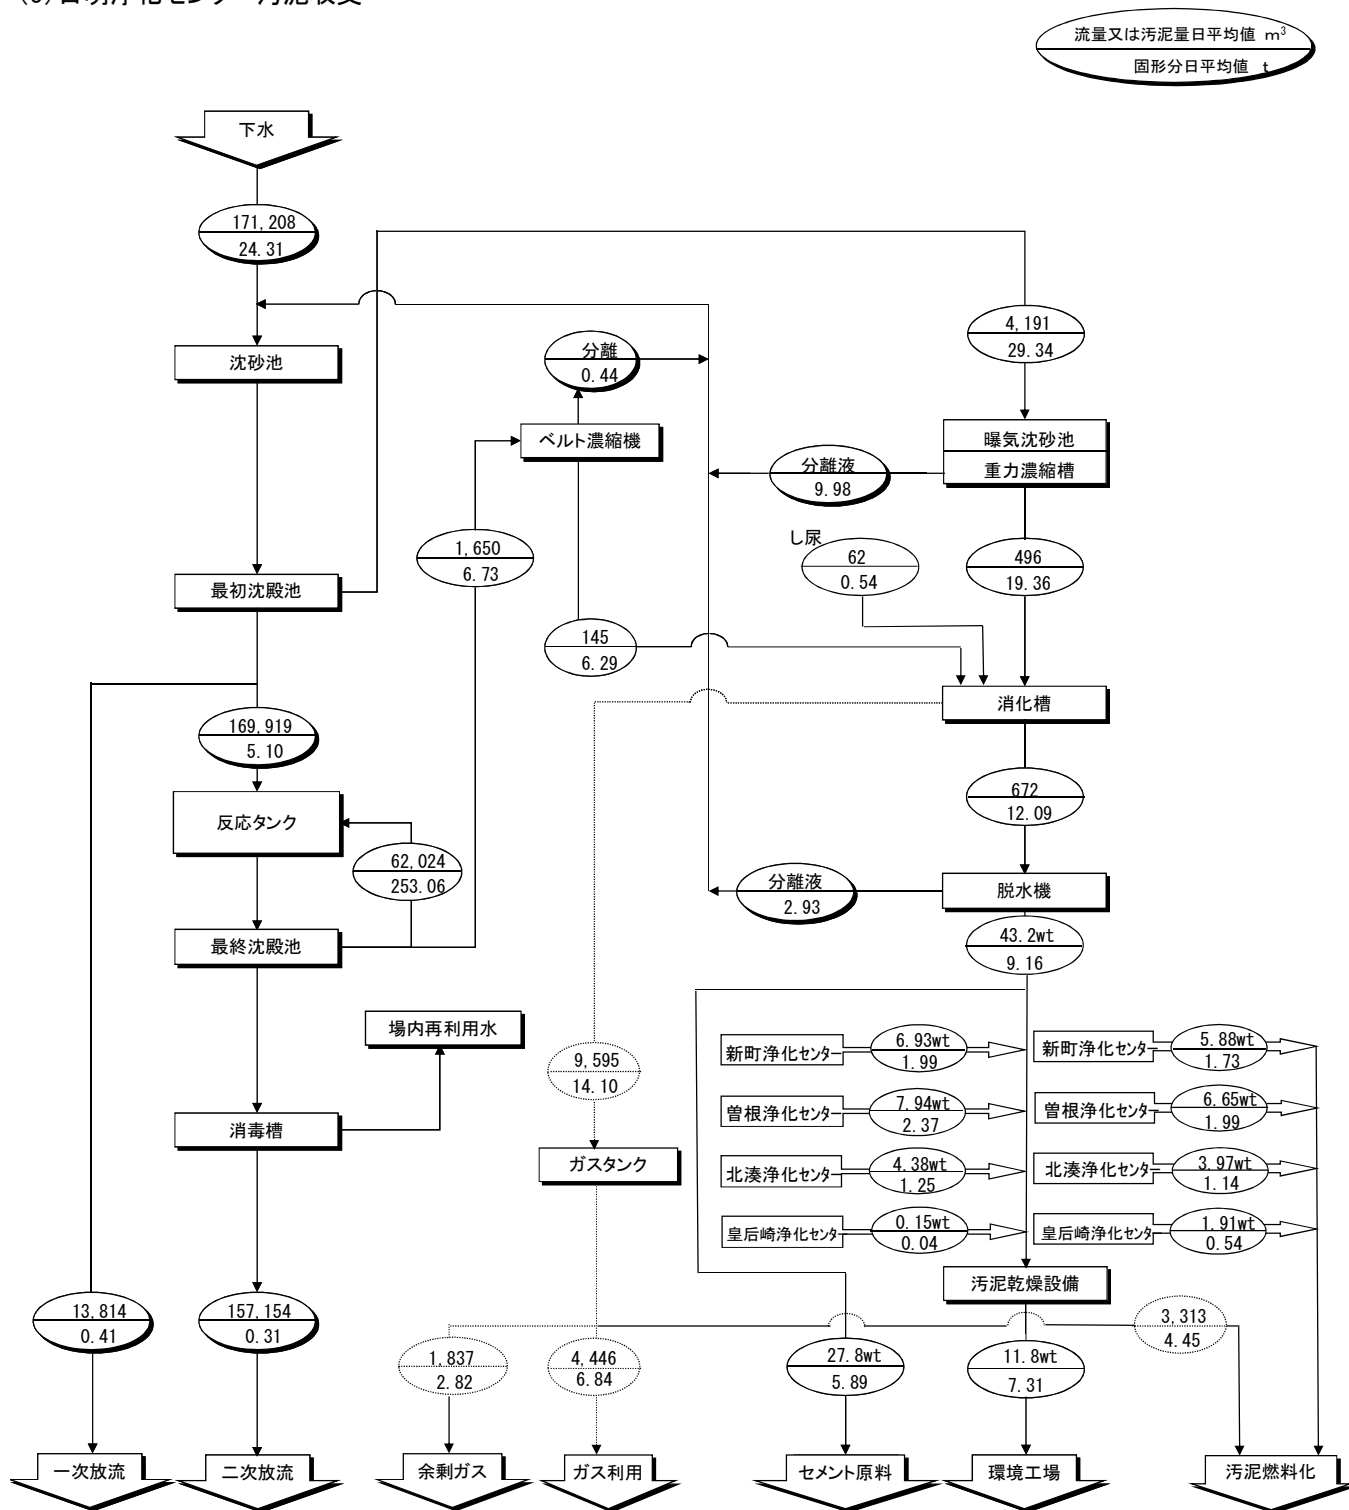 流量又は汚泥量日平均値 m³
固形分日平均値 t
下水
171,208
24.31
4,191
29.34
沈砂池
分離
0.44
ベルト濃縮機
曝気沈砂池
重力濃縮槽
分離液
9.98
1,650
6.73
し尿
62
0.54
496
19.36
最初沈殿池
145
6.29
消化槽
169,919
5.10
672
12.09
反応タンク
62,024
253.06
分離液
2.93
脱水機
最終沈殿池
43.2wt
9.16
場内再利用水
新町浄化センター
6.93wt
1.99
新町浄化センター
5.88wt
1.73
9,595
14.10
曽根浄化センター
7.94wt
2.37
曽根浄化センター
6.65wt
1.99
消毒槽
ガスタンク
北湊浄化センター
4.38wt
1.25
北湊浄化センター
3.97wt
1.14
皇后崎浄化センター
0.15wt
0.04
皇后崎浄化センター
1.91wt
0.54
汚泥乾燥設備
13,814
0.41
157,154
0.31
3,313
4.45
1,837
2.82
4,446
6.84
27.8wt
5.89
11.8wt
7.31
一次放流
二次放流
余剰ガス
ガス利用
セメント原料
環境工場
汚泥燃料化